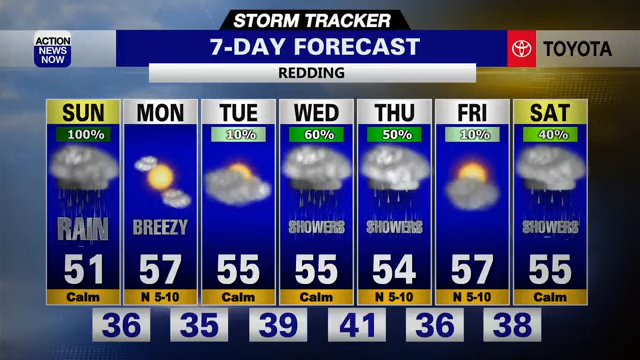 STORM TRACKER
ACTION
NEWS
NOW
7-DAY FORECAST
TOYOTA
REDDING
SUN MON TUE WED THU FRI SAT
100% 10% 60% 50% 10% 40%
RAIN BREEZY SHOWERS SHOWERS SHOWERS
51 57 55 55 54 57 55
Calm N 5-10 Calm Calm N 5-10 N 5-10 Calm
36 35 39 41 36 38